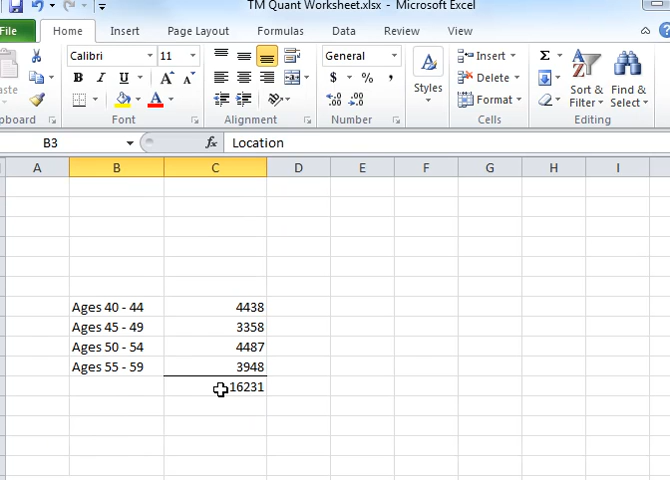 TM Quant Worksheet.xlsx - Microsoft Excel
File Home Insert Page Layout Formulas Data Review View
Calibri 11 General Insert Σ
B I U A A $ % , Styles Delete Sort & Find &
A .00 .0 Format Filter Select
Font Alignment Number Cells Editing
B3 fx Location
A B C D E F G H I
Ages 40 - 44 4438
Ages 45 - 49 3358
Ages 50 - 54 4487
Ages 55 - 59 3948
16231